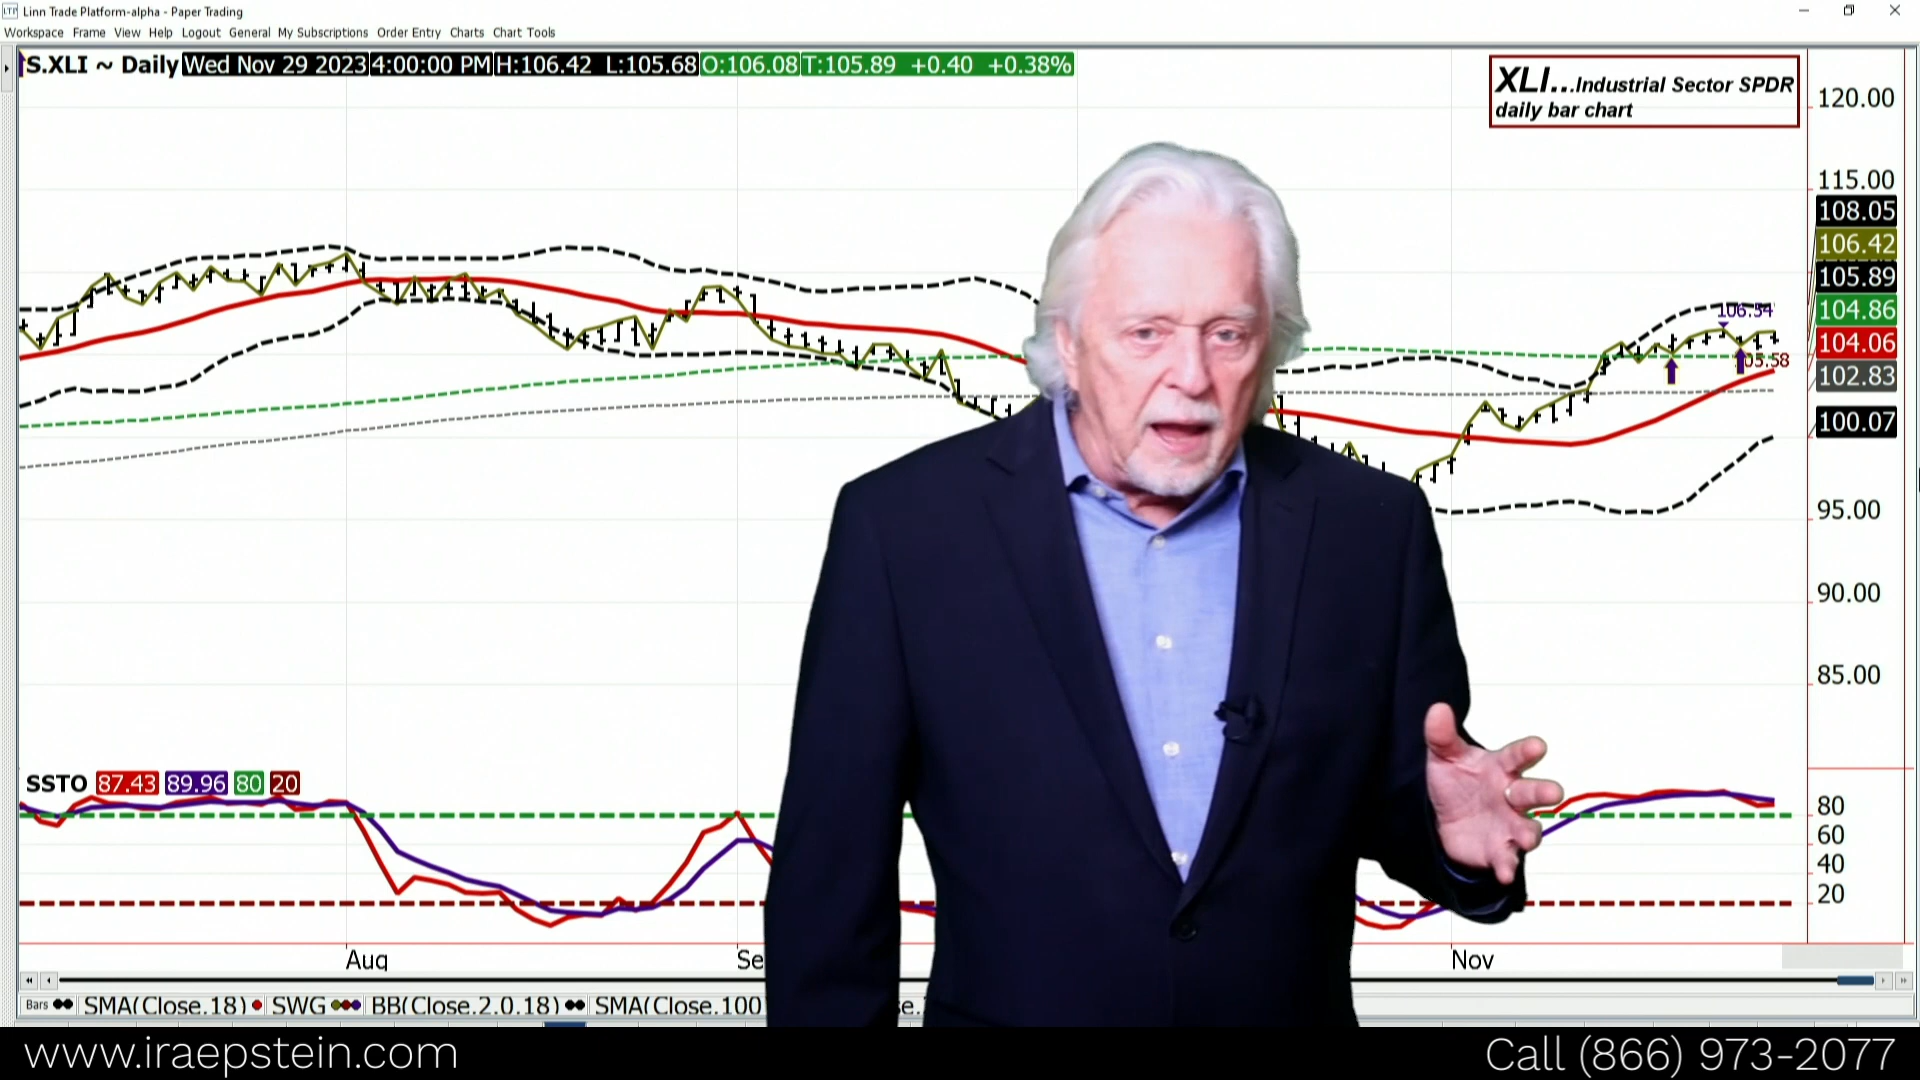 LTP Linn Trade Platform-alpha - Paper Trading
Workspace Frame View Help Logout General My Subscriptions Order Entry Charts Chart Tools
S.XLI ~ Daily Wed Nov 29 2023 4:00:00 PM H:106.42 L:105.68 O:106.08 T:105.89 +0.40 +0.38%
XLI...Industrial Sector SPDR
daily bar chart
120.00
115.00
108.05
106.42
105.89
104.86
104.06
102.83
100.07
95.00
90.00
85.00
106.54
SSTO 87.43 89.96 80 20
80
60
40
20
Aug Se Nov
Bars SMA(Close,18) SWG BB(Close,2.0,18) SMA(Close,100)
www.iraepstein.com Call (866) 973-2077